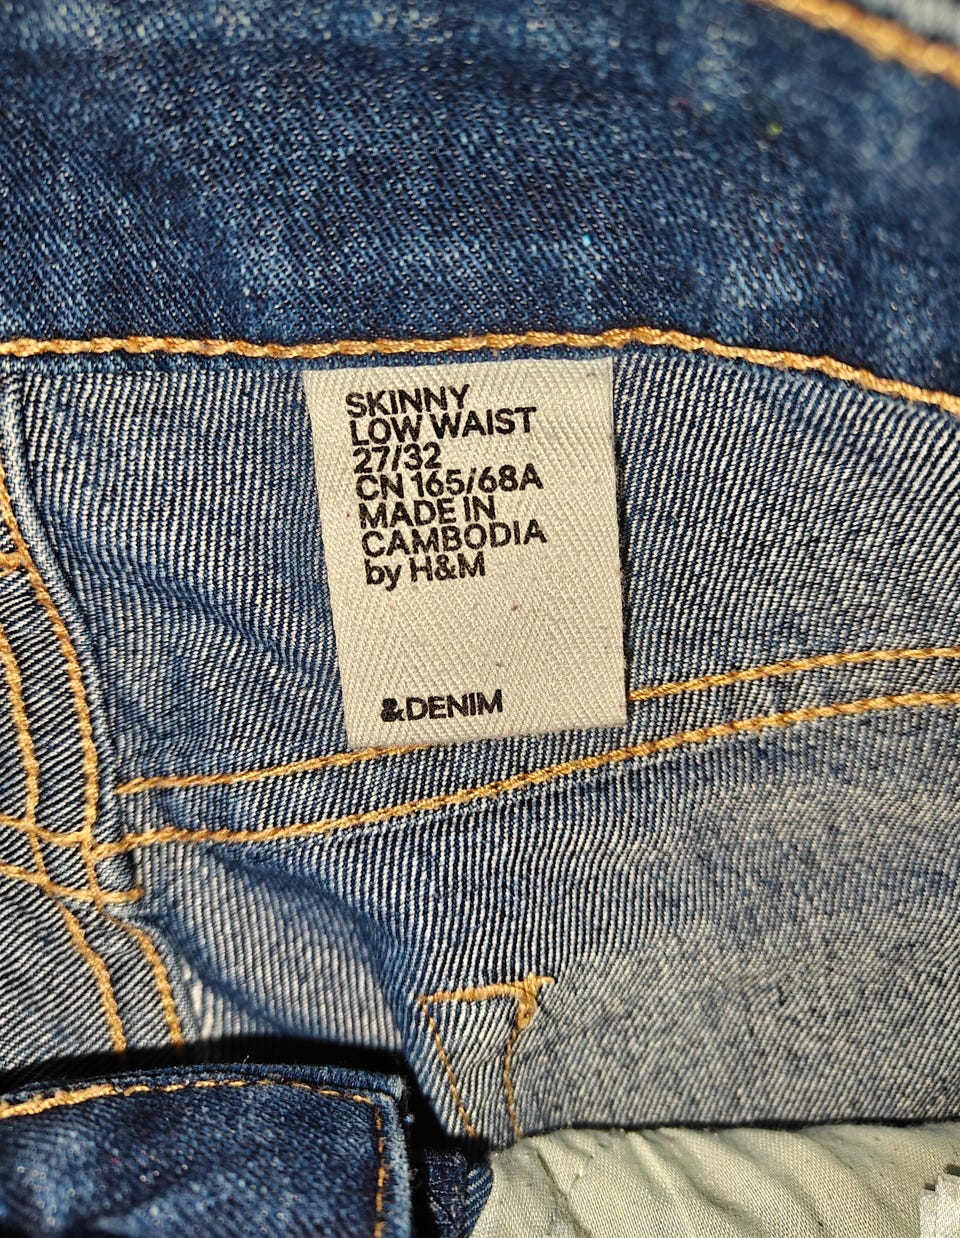 SKINNY
LOW WAIST
27/32
CN 165/68A
MADE IN
CAMBODIA
by H&M
&DENIM